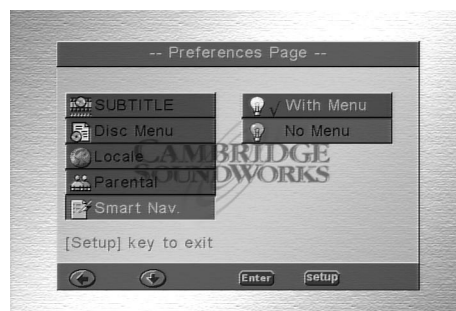 -- Preferences Page --
SUBTITLE
Disc Menu
Locale
Parental
Smart Nav.
√ With Menu
No Menu
CAMBRIDGE
SOUNDWORKS
[Setup] key to exit
Enter
setup